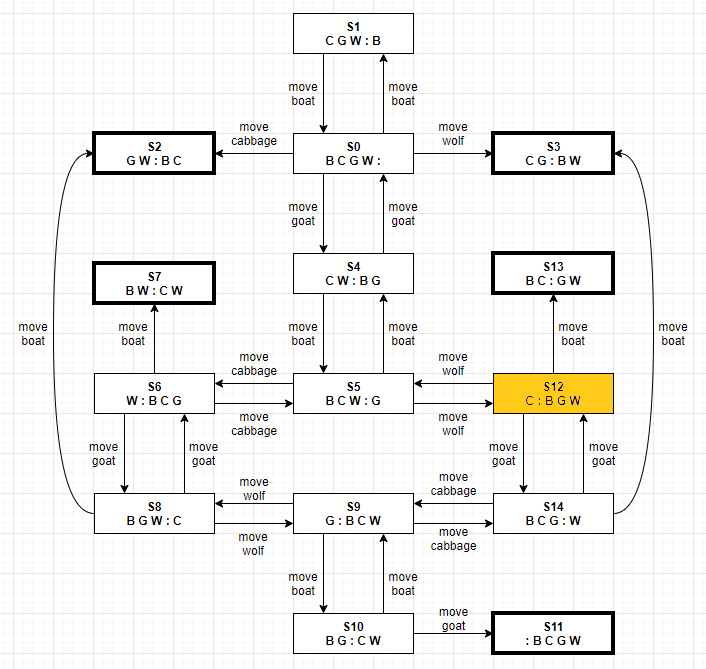 S1
C G W : B
move
boat
move
boat
move
cabbage
move
wolf
S2
G W : B C
S0
B C G W :
S3
C G : B W
move
goat
move
goat
S7
B W : C W
S4
C W : B G
S13
B C : G W
move
boat
move
boat
move
boat
move
boat
move
boat
move
boat
move
cabbage
move
wolf
S6
W : B C G
S5
B C W : G
S12
C : B G W
move
cabbage
move
wolf
move
goat
move
goat
move
goat
move
goat
move
wolf
move
cabbage
S8
B G W : C
S9
G : B C W
S14
B C G : W
move
wolf
move
cabbage
move
boat
move
boat
move
goat
S10
B G : C W
S11
: B C G W